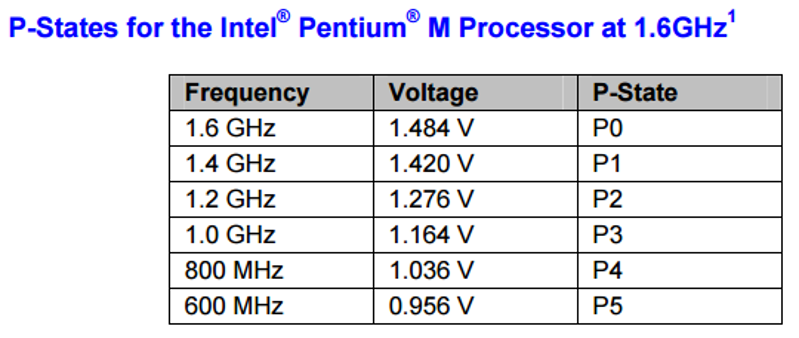 P-States for the Intel® Pentium® M Processor at 1.6GHz¹
Frequency Voltage P-State
1.6 GHz 1.484 V P0
1.4 GHz 1.420 V P1
1.2 GHz 1.276 V P2
1.0 GHz 1.164 V P3
800 MHz 1.036 V P4
600 MHz 0.956 V P5